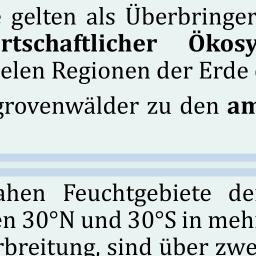 gelten als Überbringer
rtschaftlicher Ökosy
elen Regionen der Erde
grovenwälder zu den am
ahen Feuchtgebiete de
en 30°N und 30°S in meh
rbreitung, sind über zwe